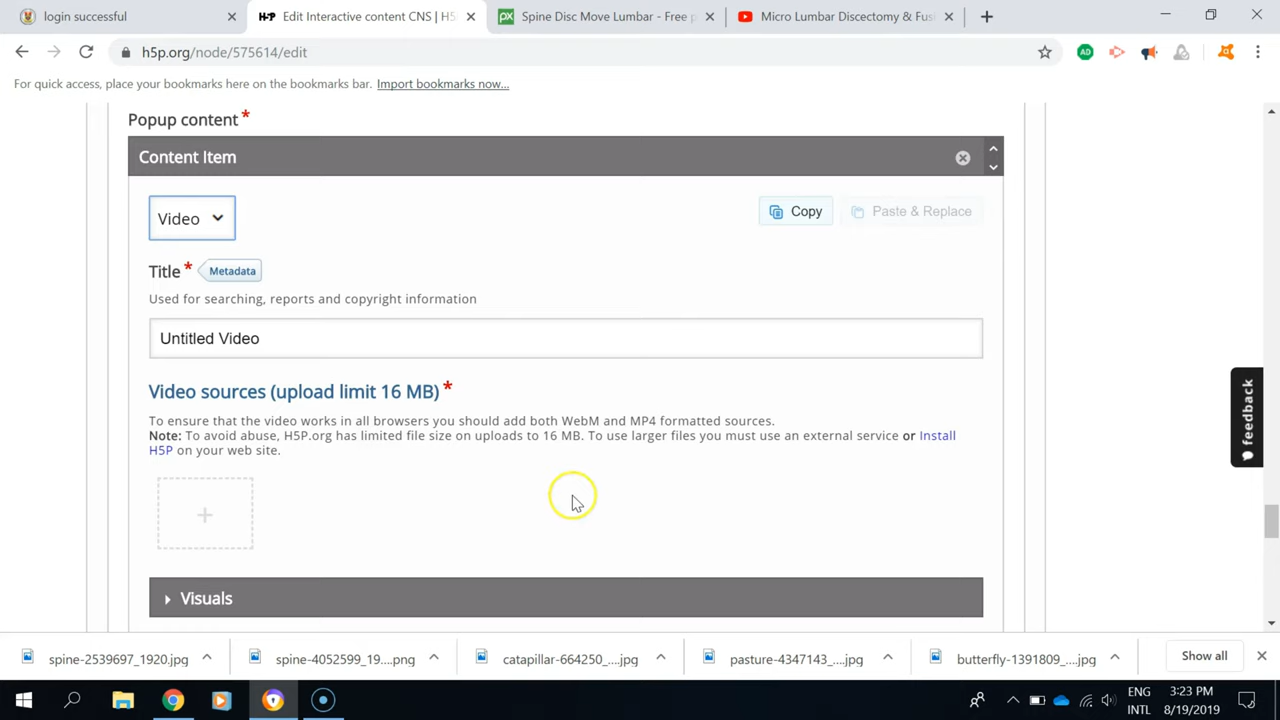 login successful
H-P Edit Interactive content CNS | H5
px Spine Disc Move Lumbar - Free p
Micro Lumbar Discectomy & Fus
h5p.org/node/575614/edit
AD
For quick access, place your bookmarks here on the bookmarks bar. Import bookmarks now...
Popup content *
Content Item
Video
Copy
Paste & Replace
Title * Metadata
Used for searching, reports and copyright information
Untitled Video
Video sources (upload limit 16 MB) *
To ensure that the video works in all browsers you should add both WebM and MP4 formatted sources.
Note: To avoid abuse, H5P.org has limited file size on uploads to 16 MB. To use larger files you must use an external service or Install
H5P on your web site.
+
Visuals
feedback
spine-2539697_1920.jpg
spine-4052599_19....png
catapillar-664250_....jpg
pasture-4347143_....jpg
butterfly-1391809_....jpg
Show all
ENG
INTL
3:23 PM
8/19/2019